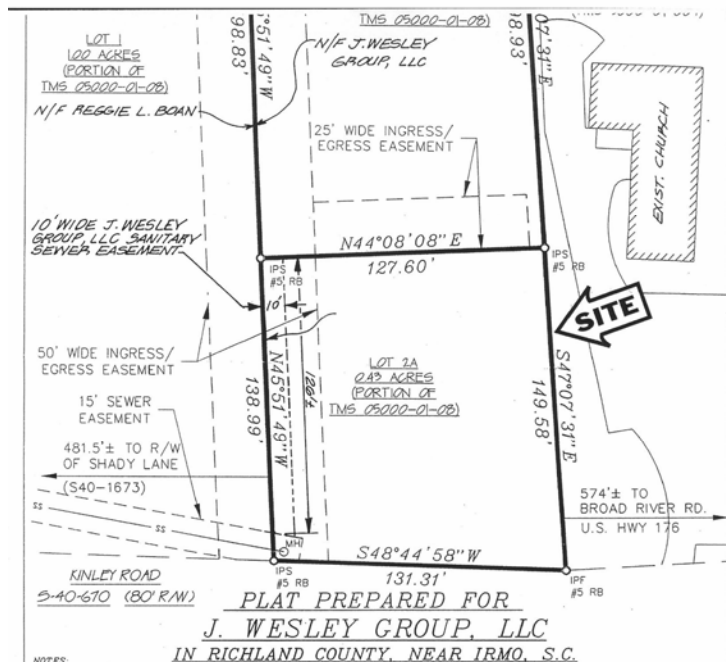 TMS 05000-01-08)
LOT 1
1.00 ACRES
(PORTION OF
TMS 05000-01-08)
N/F REGGIE L. BOAN
98.83'
°51'49"W
N/F J.WESLEY
GROUP, LLC
98.93'
07'31"E
25' WIDE INGRESS/
EGRESS EASEMENT
EXIST. CHURCH
10' WIDE J. WESLEY
GROUP, LLC SANITARY
SEWER EASEMENT
N44°08'08"E
127.60'
IPS
#5 RB
IPS
#5 RB
10'
SITE
50' WIDE INGRESS/
EGRESS EASEMENT
LOT 2A
0.43 ACRES
(PORTION OF
TMS 05000-01-08)
N45°51'49"W
138.99'
126'±
S47°07'31"E
149.58'
15' SEWER
EASEMENT
481.5'± TO R/W
OF SHADY LANE
(S40-1673)
574'± TO
BROAD RIVER RD.
U.S. HWY 176
SS
SS
MH
S48°44'58"W
131.31'
IPS
#5 RB
IPF
#5 RB
KINLEY ROAD
S-40-670 (80' R/W)
PLAT PREPARED FOR
J. WESLEY GROUP, LLC
IN RICHLAND COUNTY, NEAR IRMO, S.C.
NOTES: